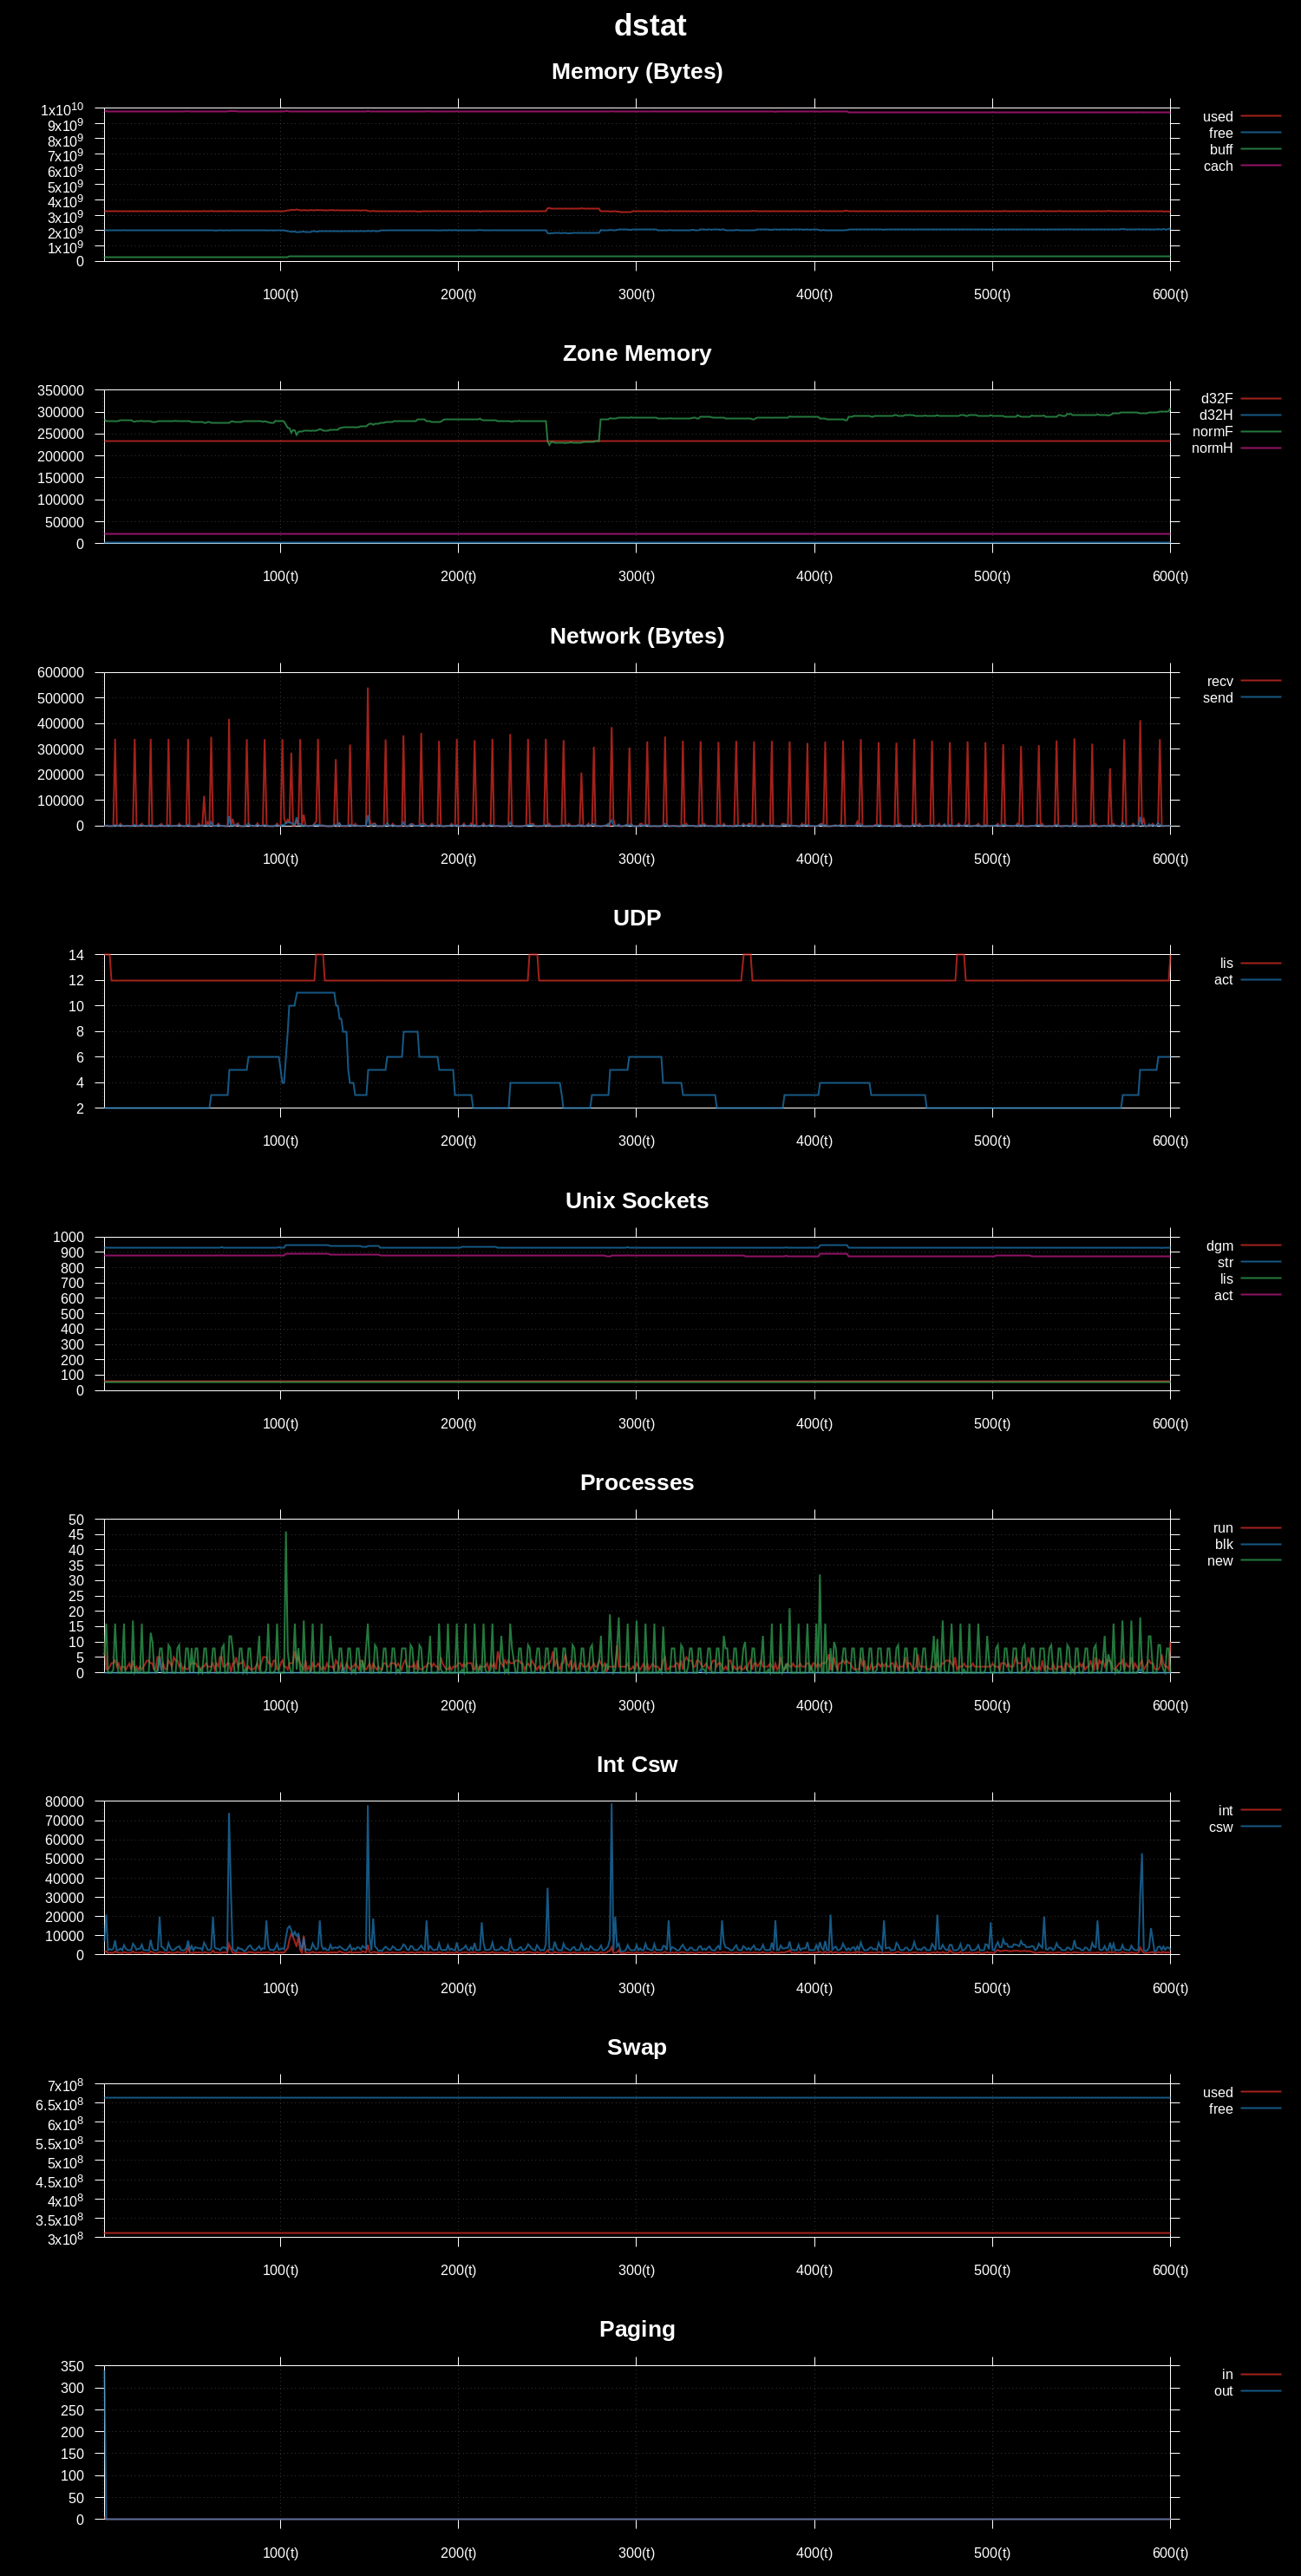 dstat
Memory (Bytes)
1x10^10
9x10^9
8x10^9
7x10^9
6x10^9
5x10^9
4x10^9
3x10^9
2x10^9
1x10^9
0
100(t) 200(t) 300(t) 400(t) 500(t) 600(t)
used
free
buff
cach
Zone Memory
350000
300000
250000
200000
150000
100000
50000
0
100(t) 200(t) 300(t) 400(t) 500(t) 600(t)
d32F
d32H
normF
normH
Network (Bytes)
600000
500000
400000
300000
200000
100000
0
100(t) 200(t) 300(t) 400(t) 500(t) 600(t)
recv
send
UDP
14
12
10
8
6
4
2
100(t) 200(t) 300(t) 400(t) 500(t) 600(t)
lis
act
Unix Sockets
1000
900
800
700
600
500
400
300
200
100
0
100(t) 200(t) 300(t) 400(t) 500(t) 600(t)
dgm
str
lis
act
Processes
50
45
40
35
30
25
20
15
10
5
0
100(t) 200(t) 300(t) 400(t) 500(t) 600(t)
run
blk
new
Int Csw
80000
70000
60000
50000
40000
30000
20000
10000
0
100(t) 200(t) 300(t) 400(t) 500(t) 600(t)
int
csw
Swap
7x10^8
6.5x10^8
6x10^8
5.5x10^8
5x10^8
4.5x10^8
4x10^8
3.5x10^8
3x10^8
100(t) 200(t) 300(t) 400(t) 500(t) 600(t)
used
free
Paging
350
300
250
200
150
100
50
0
100(t) 200(t) 300(t) 400(t) 500(t) 600(t)
in
out